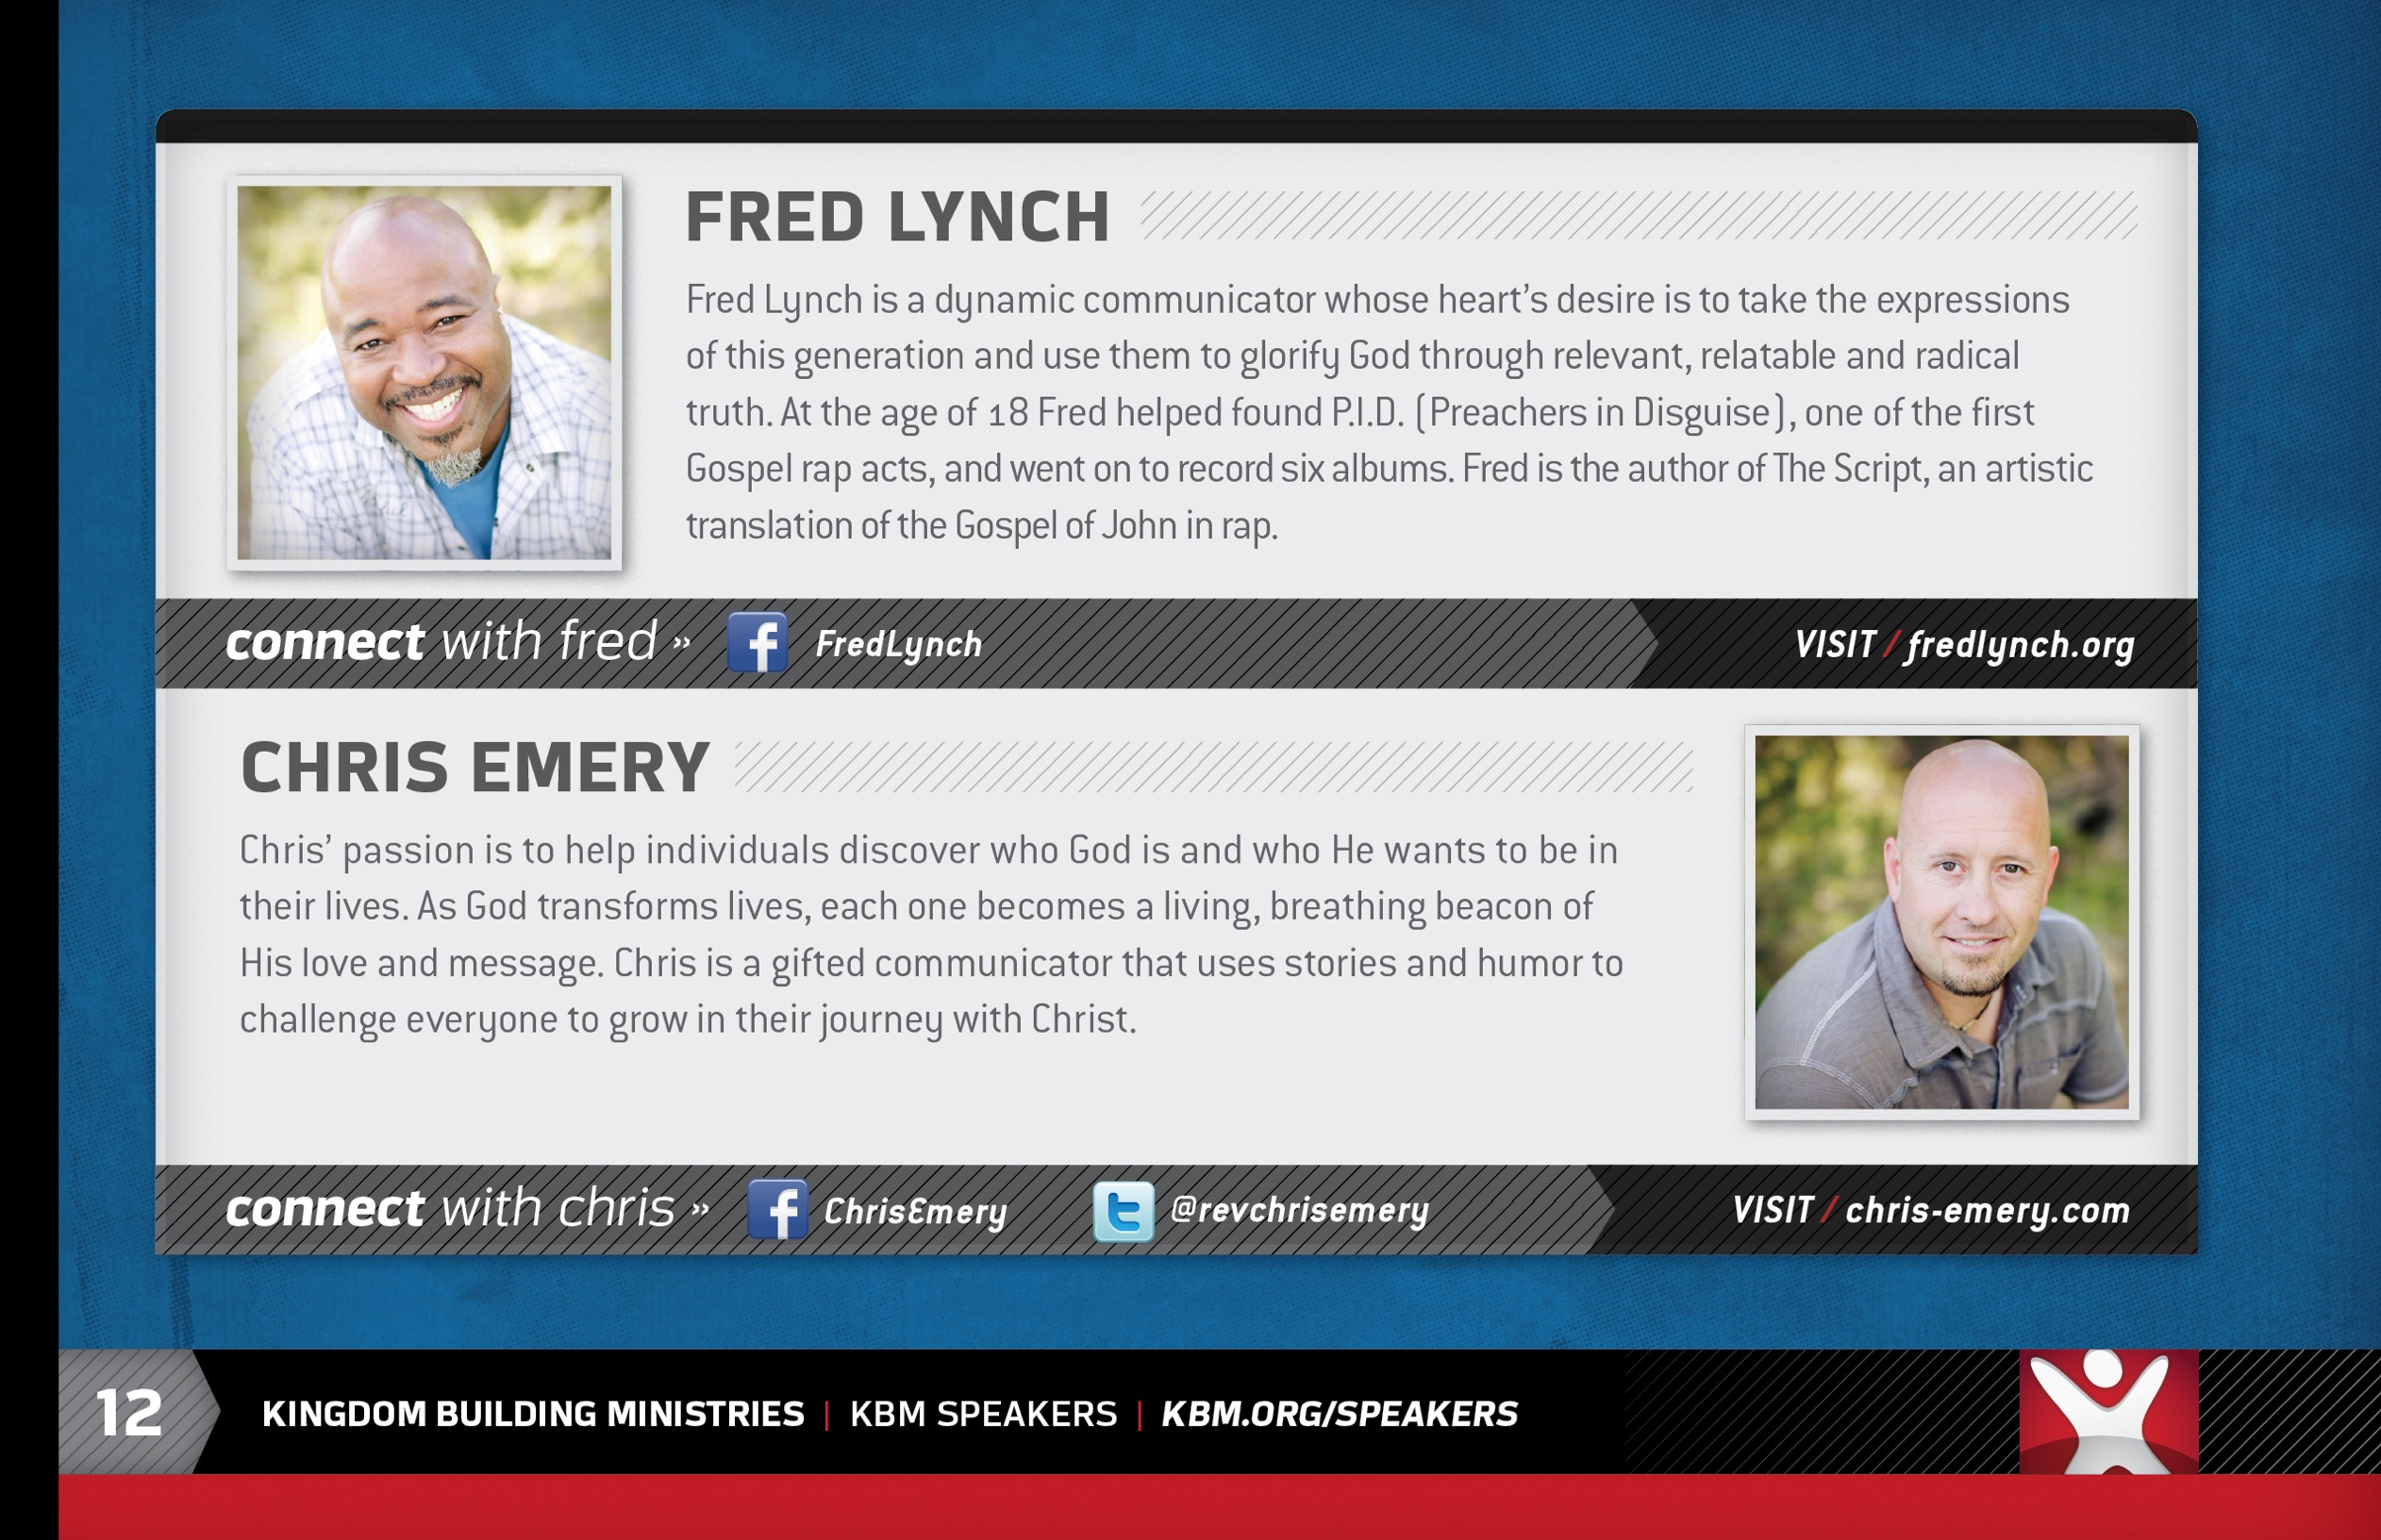 FRED LYNCH
Fred Lynch is a dynamic communicator whose heart’s desire is to take the expressions
of this generation and use them to glorify God through relevant, relatable and radical
truth. At the age of 18 Fred helped found P.I.D. (Preachers in Disguise), one of the first
Gospel rap acts, and went on to record six albums. Fred is the author of The Script, an artistic
translation of the Gospel of John in rap.
connect with fred » f FredLynch VISIT / fredlynch.org
CHRIS EMERY
Chris’ passion is to help individuals discover who God is and who He wants to be in
their lives. As God transforms lives, each one becomes a living, breathing beacon of
His love and message. Chris is a gifted communicator that uses stories and humor to
challenge everyone to grow in their journey with Christ.
connect with chris » f ChrisEmery t @revchrisemery VISIT / chris-emery.com
12 KINGDOM BUILDING MINISTRIES | KBM SPEAKERS | KBM.ORG/SPEAKERS